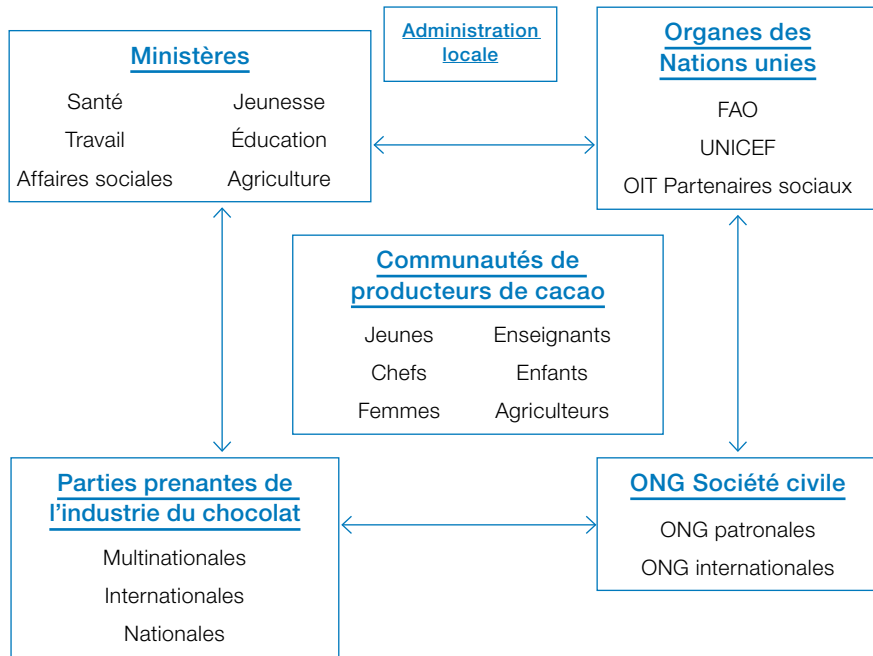 Ministères
Santé Jeunesse
Travail Éducation
Affaires sociales Agriculture
Administration
locale
Organes des
Nations unies
FAO
UNICEF
OIT Partenaires sociaux
Communautés de
producteurs de cacao
Jeunes Enseignants
Chefs Enfants
Femmes Agriculteurs
Parties prenantes de
l'industrie du chocolat
Multinationales
Internationales
Nationales
ONG Société civile
ONG patronales
ONG internationales